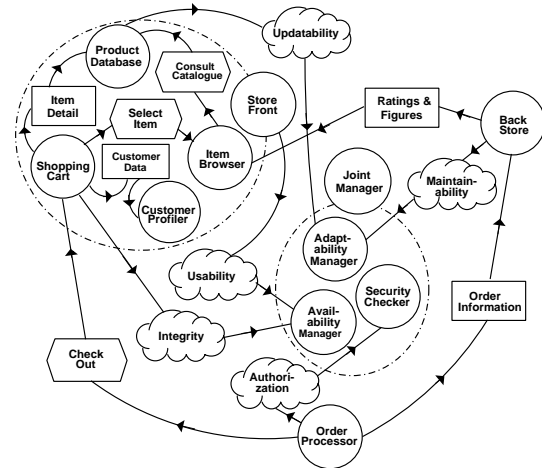 Updatability
Product
Database
Consult
Catalogue
Item
Detail
Select
Item
Store
Front
Ratings &
Figures
Back
Store
Shopping
Cart
Customer
Data
Item
Browser
Joint
Manager
Maintain-
ability
Customer
Profiler
Adapt-
ability
Manager
Usability
Security
Checker
Order
Information
Avail-
ability
Manager
Integrity
Check
Out
Authori-
zation
Order
Processor